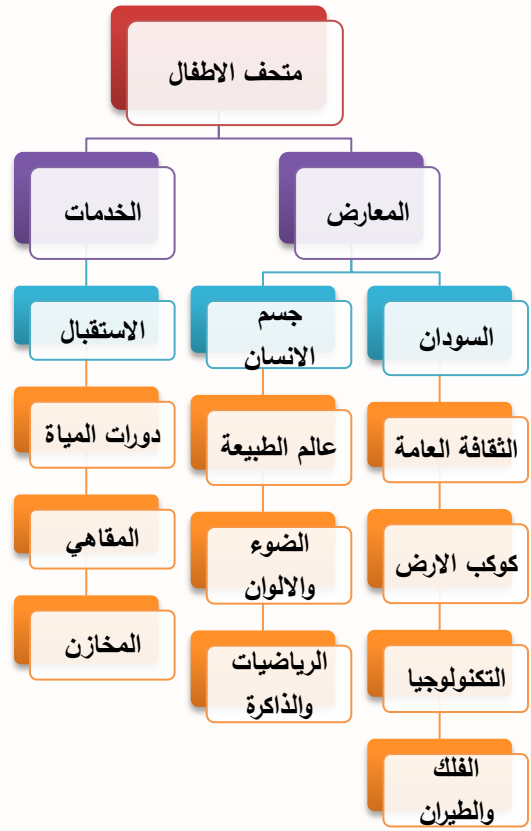 متحف الاطفال
المعارض
الخدمات
السودان
جسم
الانسان
الاستقبال
الثقافة العامة
عالم الطبيعة
دورات المياة
كوكب الارض
الضوء
والالوان
المقاهي
التكنولوجيا
الرياضيات
والذاكرة
المخازن
الفلك
والطيران